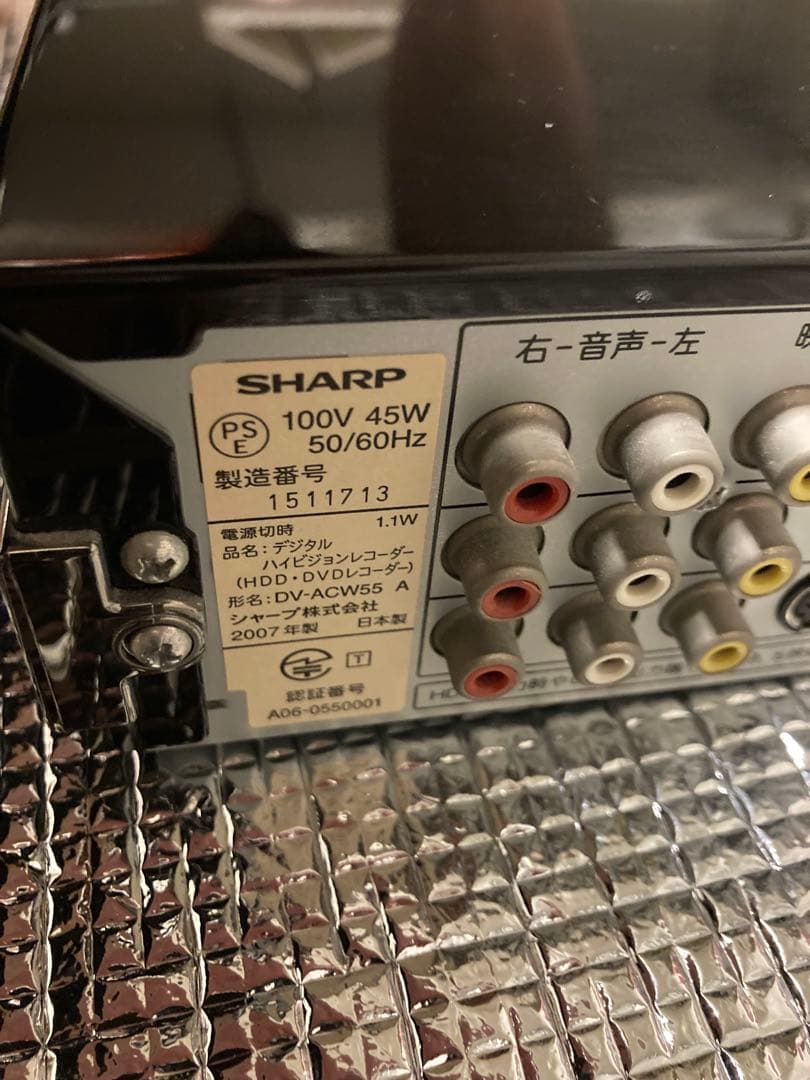 右-音声-左
SHARP
PS
E
100V 45W
50/60Hz
製造番号
1511713
電源切時 1.1W
品名:デジタル
ハイビジョンレコーダー
(HDD・DVDレコーダー)
形名:DV-ACW55 A
シャープ株式会社
2007年製 日本製
T
認証番号
A06-0550001